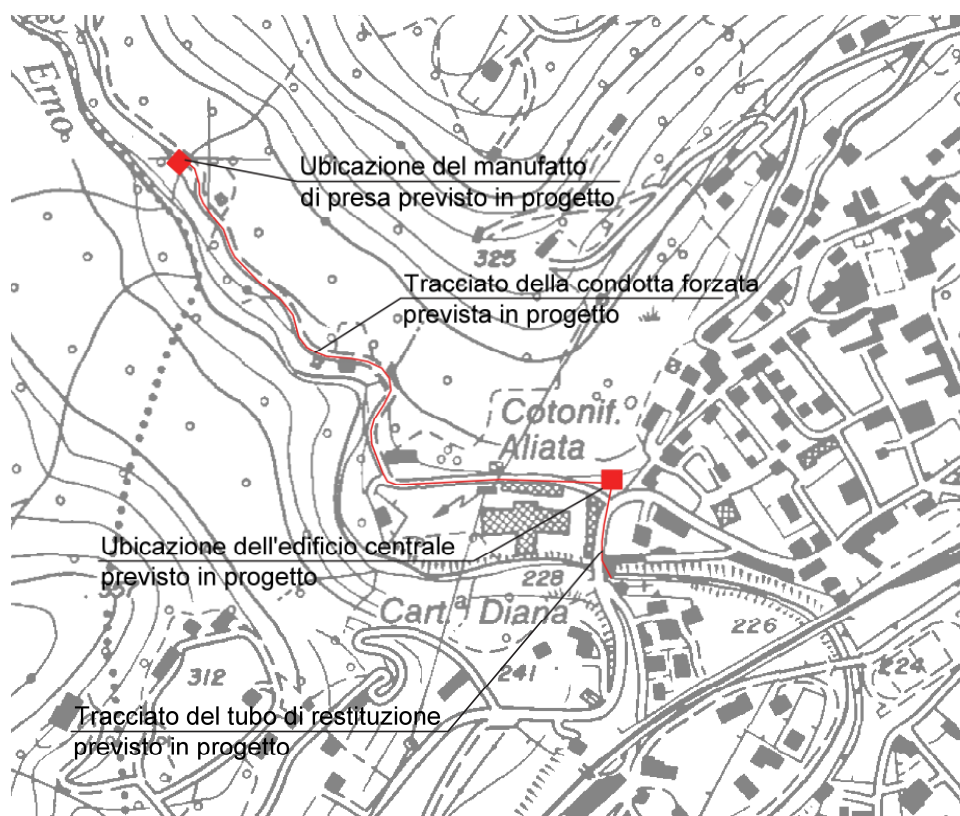 Erno
Ubicazione del manufatto
di presa previsto in progetto
325
Tracciato della condotta forzata
prevista in progetto
Cotonif.
Aliata
Ubicazione dell'edificio centrale
previsto in progetto
228
Cart.ª Diana
226
224
312
241
Tracciato del tubo di restituzione
previsto in progetto